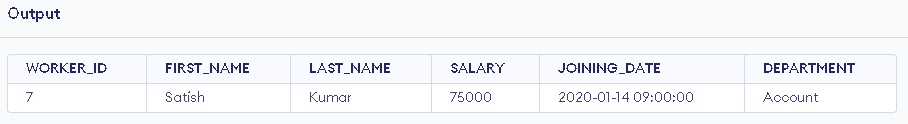 Output
WORKER_ID FIRST_NAME LAST_NAME SALARY JOINING_DATE DEPARTMENT
7 Satish Kumar 75000 2020-01-14 09:00:00 Account